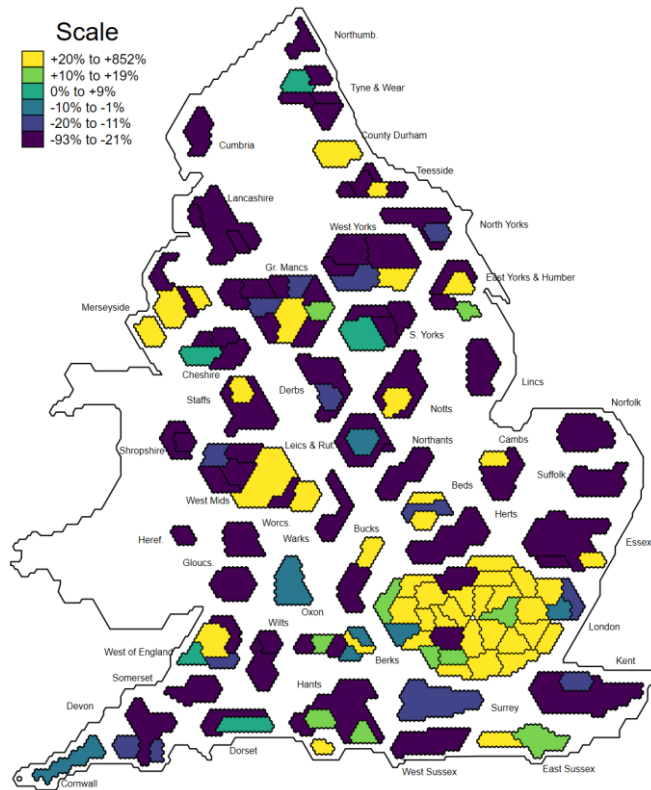 Scale
+20% to +852%
+10% to +19%
0% to +9%
-10% to -1%
-20% to -11%
-93% to -21%
Northumb.
Tyne & Wear
Cumbria
County Durham
Teesside
Lancashire
North Yorks
West Yorks
Gr. Mancs
East Yorks & Humber
Merseyside
S. Yorks
Cheshire
Lincs
Staffs
Derbs
Notts
Norfolk
Shropshire
Leics & Rut.
Northants
Cambs
Suffolk
West Mids
Beds
Worcs.
Herts
Heref.
Warks
Bucks
Essex
Gloucs.
Oxon
London
Wilts
West of England
Berks
Kent
Somerset
Hants
Devon
Surrey
Dorset
West Sussex
East Sussex
Cornwall